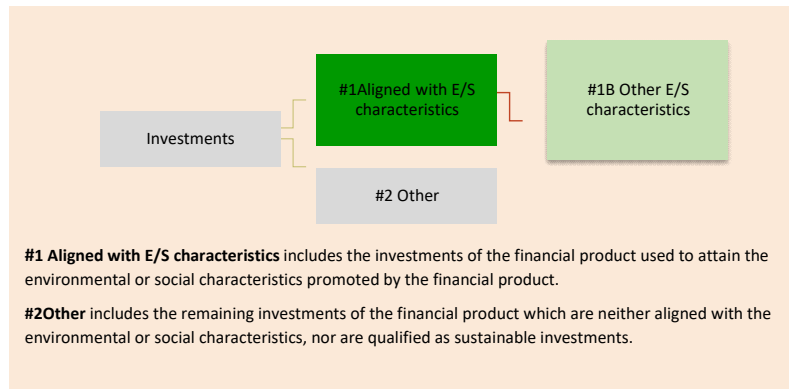 #1Aligned with E/S
characteristics
#1B Other E/S
characteristics
Investments
#2 Other
#1 Aligned with E/S characteristics includes the investments of the financial product used to attain the
environmental or social characteristics promoted by the financial product.
#2Other includes the remaining investments of the financial product which are neither aligned with the
environmental or social characteristics, nor are qualified as sustainable investments.